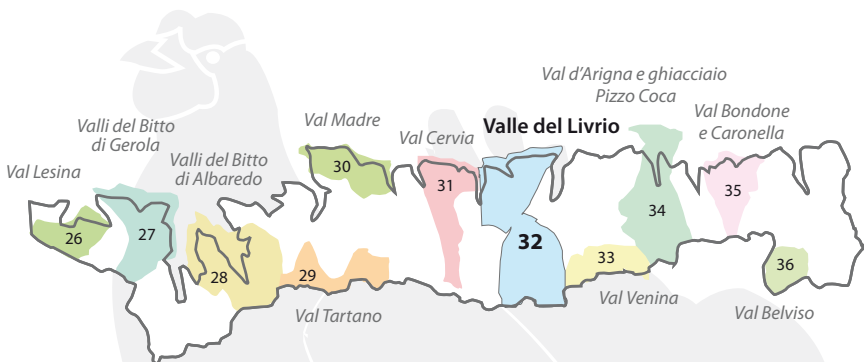 Val d'Arigna e ghiacciaio
Pizzo Coca
Val Bondone
e Caronella
Valle del Livrio
Val Cervia
Val Madre
Valli del Bitto
di Gerola
Valli del Bitto
di Albaredo
Val Lesina
26
27
28
29
30
31
32
33
34
35
36
Val Tartano
Val Venina
Val Belviso